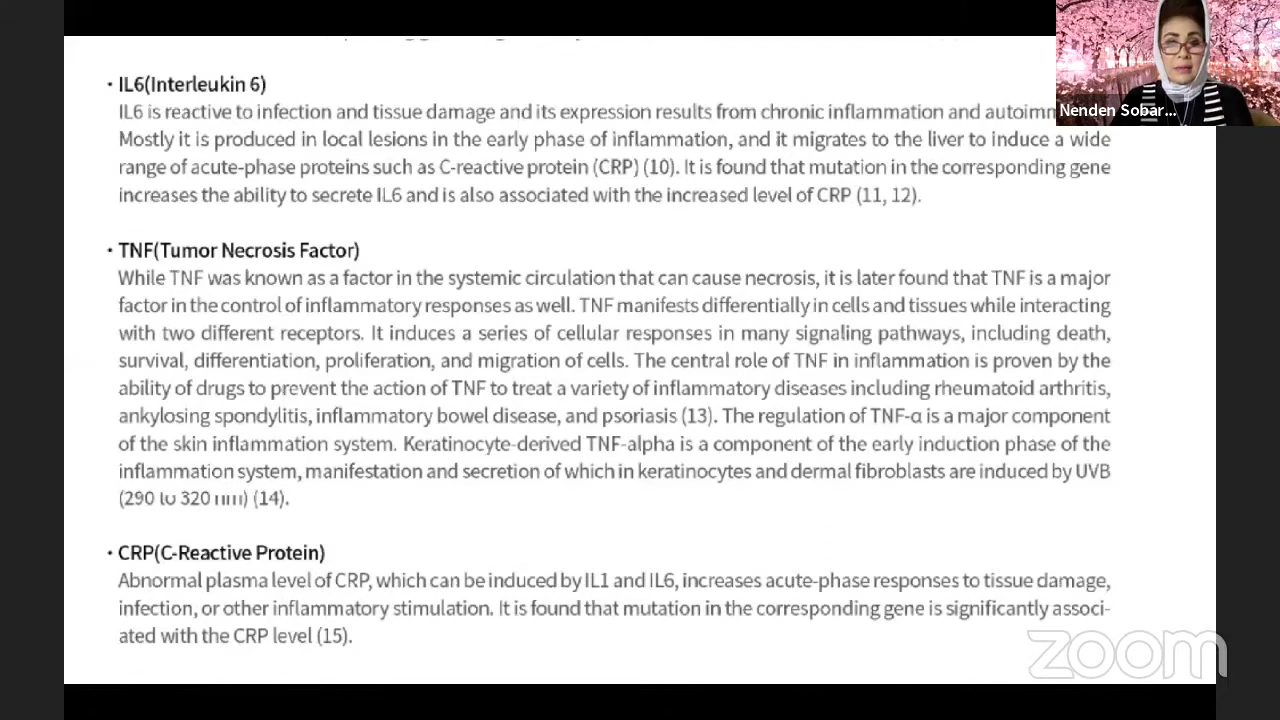 · IL6(Interleukin 6)
IL6 is reactive to infection and tissue damage and its expression results from chronic inflammation and autoimm
Mostly it is produced in local lesions in the early phase of inflammation, and it migrates to the liver to induce a wide
range of acute-phase proteins such as C-reactive protein (CRP) (10). It is found that mutation in the corresponding gene
increases the ability to secrete IL6 and is also associated with the increased level of CRP (11, 12).
· TNF(Tumor Necrosis Factor)
While TNF was known as a factor in the systemic circulation that can cause necrosis, it is later found that TNF is a major
factor in the control of inflammatory responses as well. TNF manifests differentially in cells and tissues while interacting
with two different receptors. It induces a series of cellular responses in many signaling pathways, including death,
survival, differentiation, proliferation, and migration of cells. The central role of TNF in inflammation is proven by the
ability of drugs to prevent the action of TNF to treat a variety of inflammatory diseases including rheumatoid arthritis,
ankylosing spondylitis, inflammatory bowel disease, and psoriasis (13). The regulation of TNF-α is a major component
of the skin inflammation system. Keratinocyte-derived TNF-alpha is a component of the early induction phase of the
inflammation system, manifestation and secretion of which in keratinocytes and dermal fibroblasts are induced by UVB
(290 to 320 nm) (14).
· CRP(C-Reactive Protein)
Abnormal plasma level of CRP, which can be induced by IL1 and IL6, increases acute-phase responses to tissue damage,
infection, or other inflammatory stimulation. It is found that mutation in the corresponding gene is significantly associ-
ated with the CRP level (15).
Nenden Sobar...
zoom